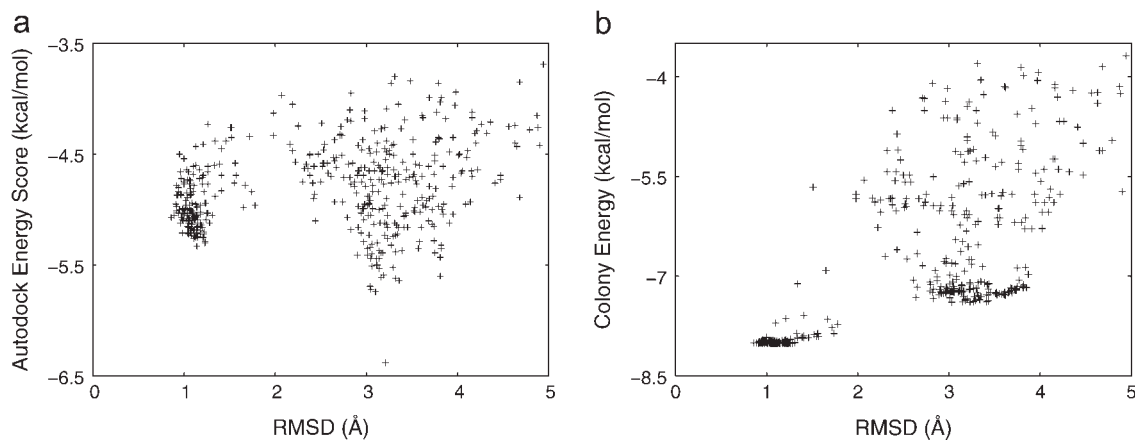 a
Autodock Energy Score (kcal/mol)
−3.5
−4.5
−5.5
−6.5
0 1 2 3 4 5
RMSD (Å)
b
Colony Energy (kcal/mol)
−4
−5.5
−7
−8.5
0 1 2 3 4 5
RMSD (Å)